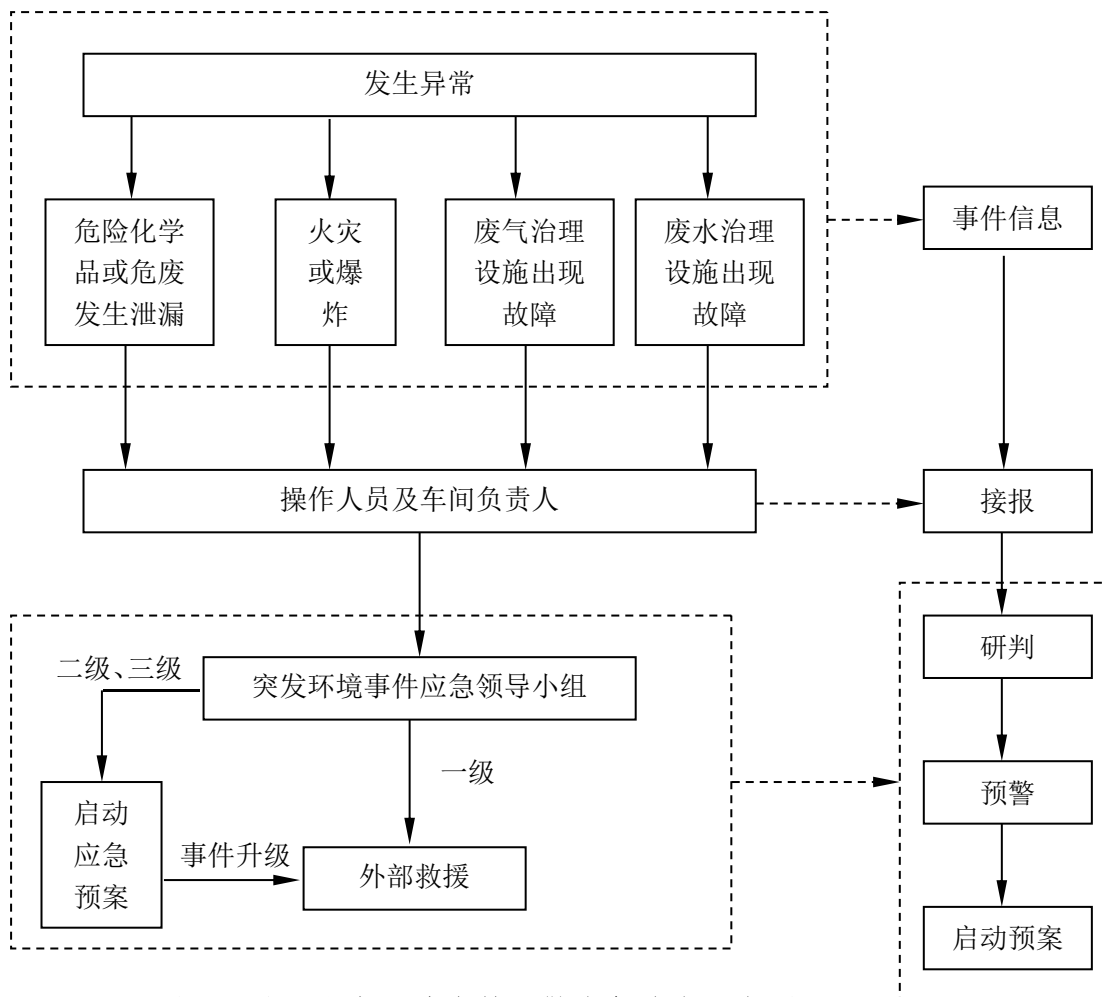 发生异常
危险化学
品或危废
发生泄漏
火灾
或爆
炸
废气治理
设施出现
故障
废水治理
设施出现
故障
事件信息
操作人员及车间负责人
接报
二级、三级
突发环境事件应急领导小组
研判
一级
预警
启动
应急
预案
事件升级
外部救援
启动预案